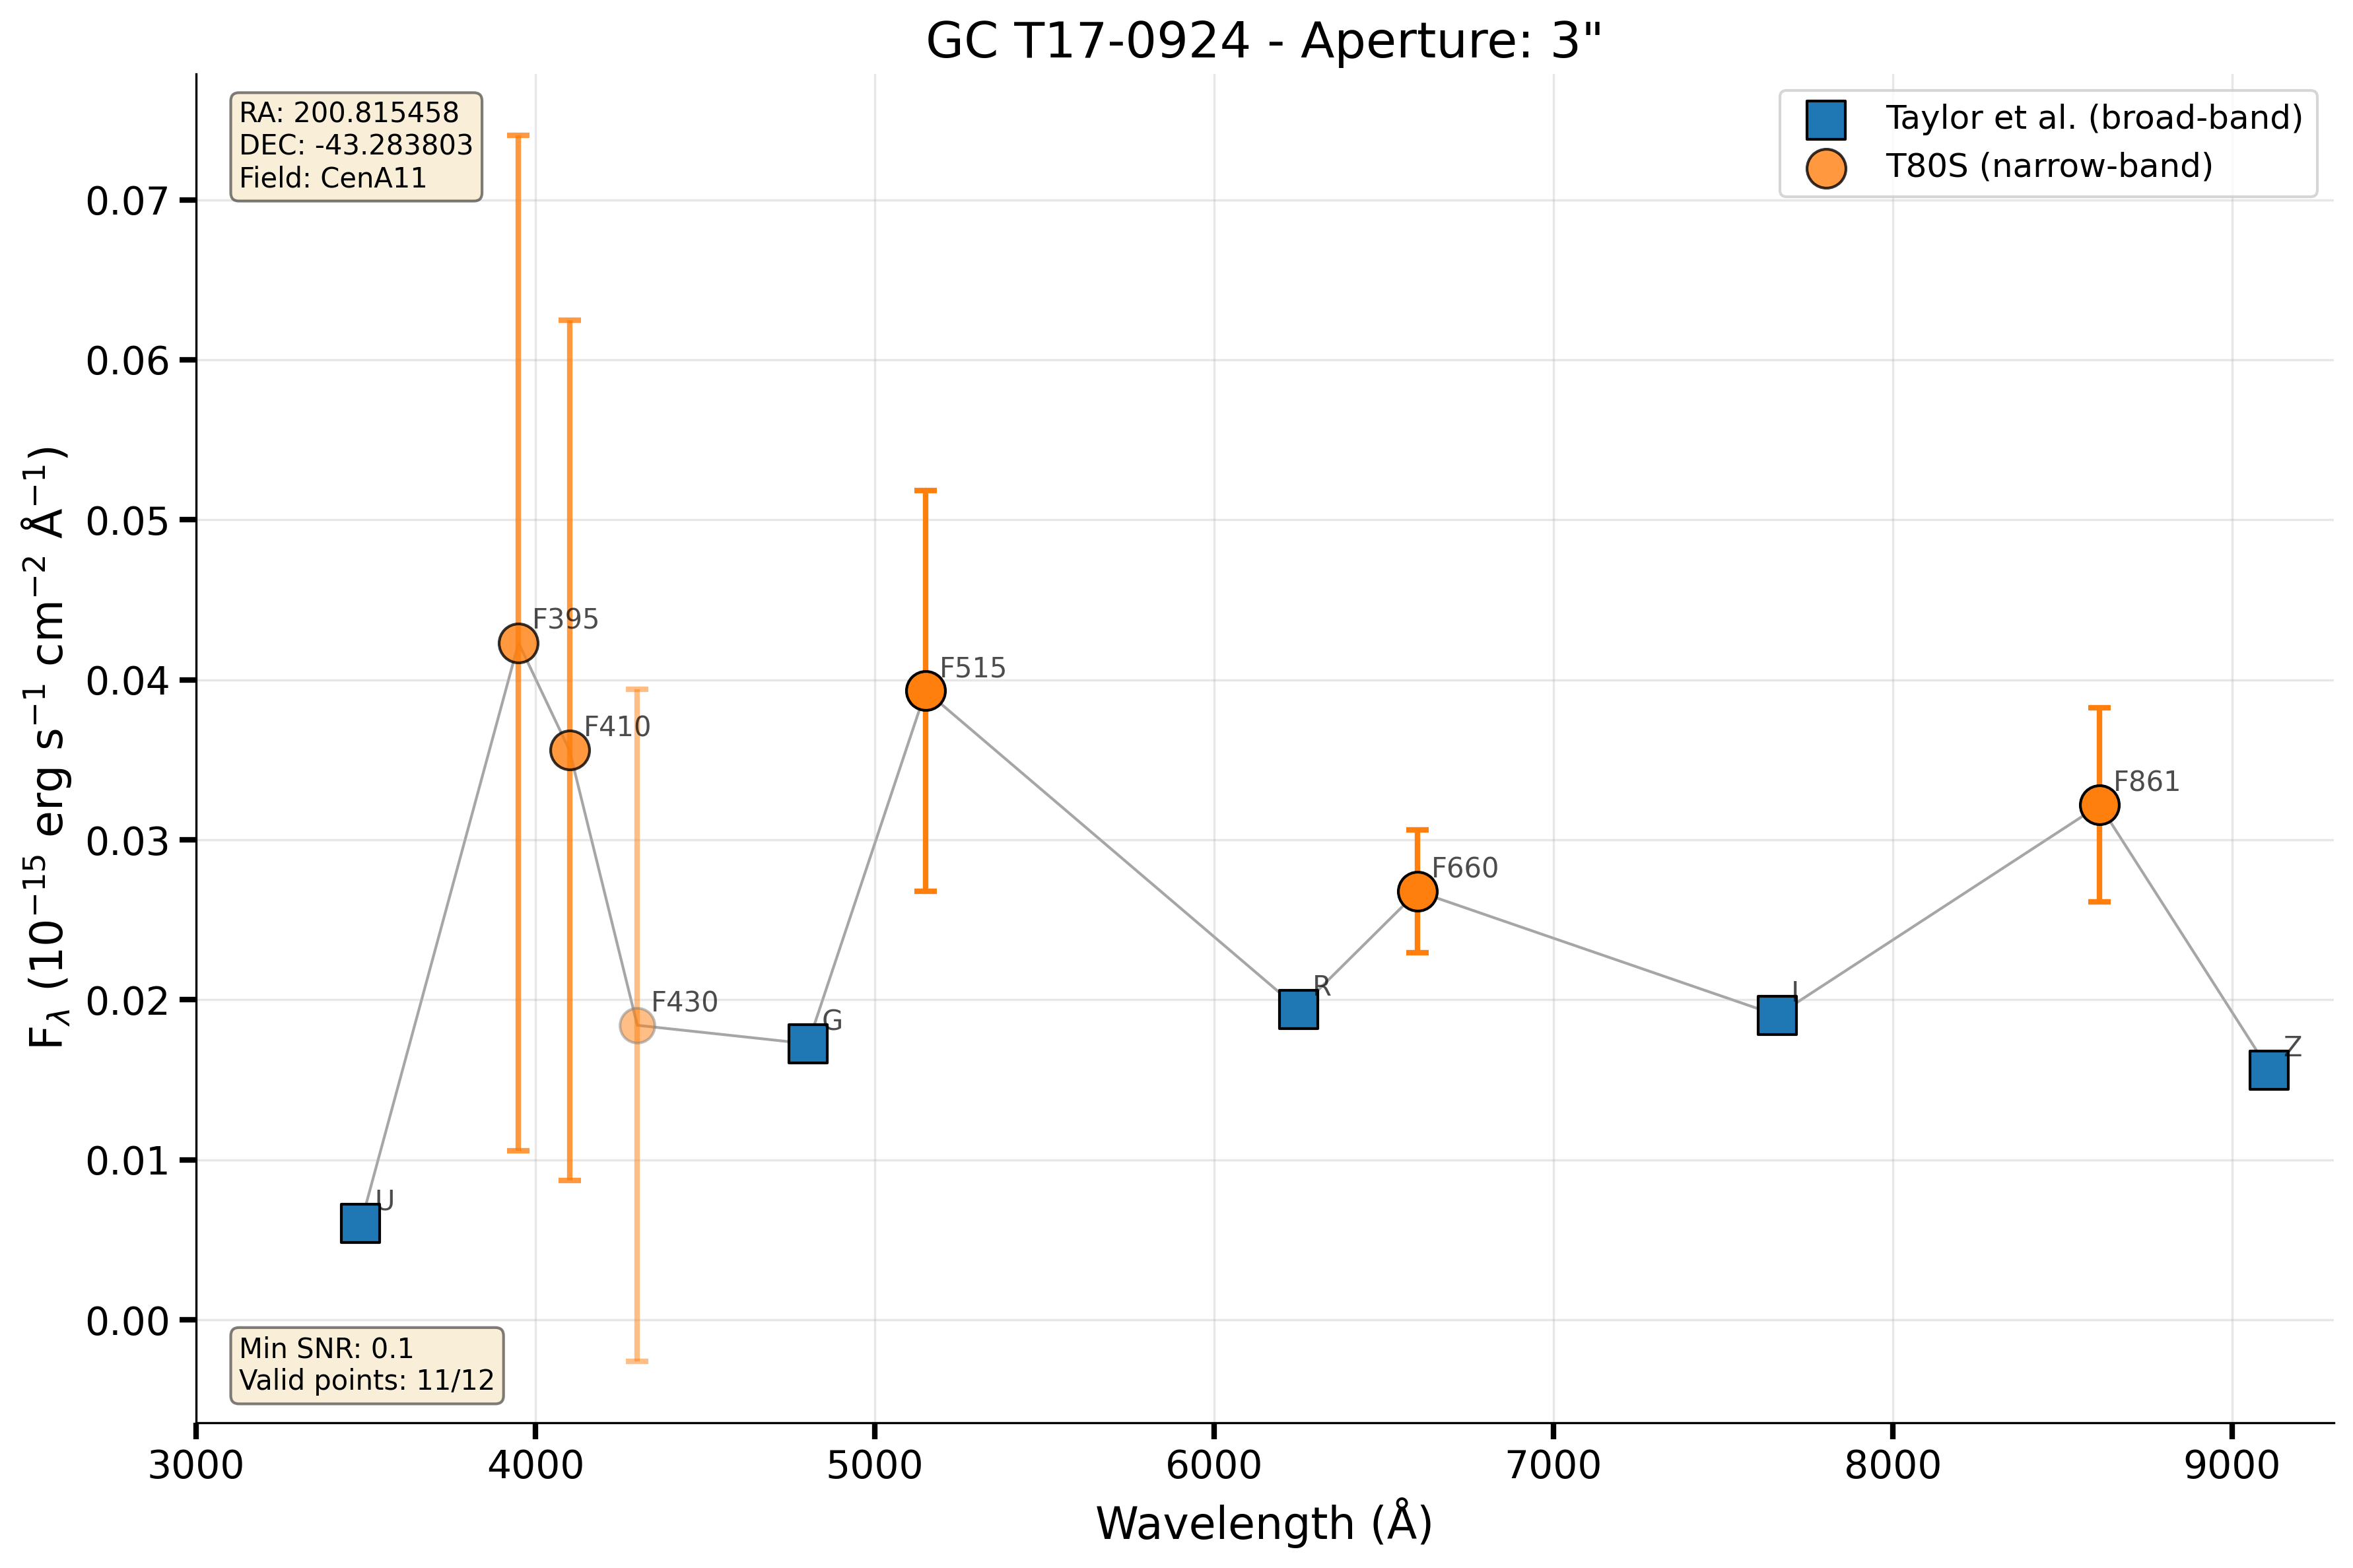 GC T17-0924 - Aperture: 3"
RA: 200.815458
DEC: -43.283803
Field: CenA11
Taylor et al. (broad-band)
T80S (narrow-band)
F_λ (10⁻¹⁵ erg s⁻¹ cm⁻² Å⁻¹)
0.07
0.06
0.05
0.04
0.03
0.02
0.01
0.00
F395
F410
F515
F430
F861
F660
G
R
I
Z
U
Min SNR: 0.1
Valid points: 11/12
3000 4000 5000 6000 7000 8000 9000
Wavelength (Å)